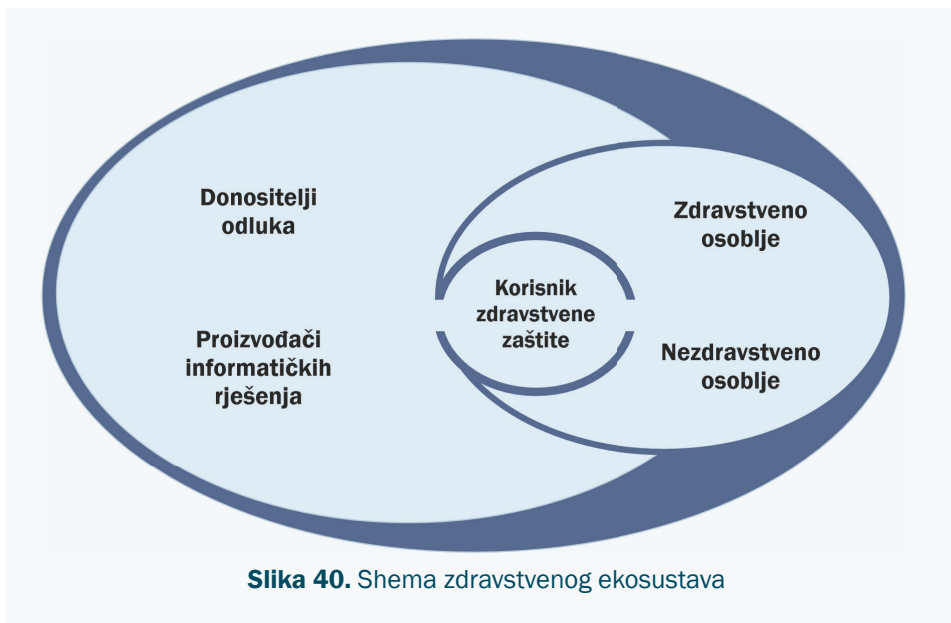 Donositelji
odluka
Proizvođači
informatičkih
rješenja
Korisnik
zdravstvene
zaštite
Zdravstveno
osoblje
Nezdravstveno
osoblje
Slika 40. Shema zdravstvenog ekosustava